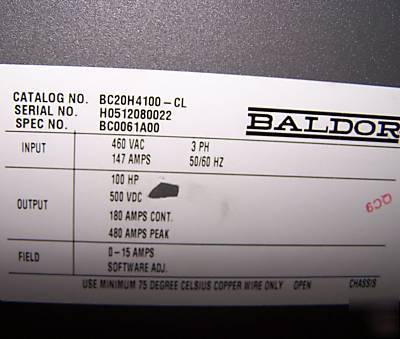 CATALOG NO. BC20H4100-CL
SERIAL NO. H0512080022
SPEC NO. BC0061A00
BALDOR
INPUT 460 VAC 3 PH
147 AMPS 50/60 HZ
OUTPUT 100 HP
500 VDC
180 AMPS CONT.
480 AMPS PEAK
QC9
FIELD 0-15 AMPS
SOFTWARE ADJ.
USE MINIMUM 75 DEGREE CELSIUS COPPER WIRE ONLY OPEN CHASSIS